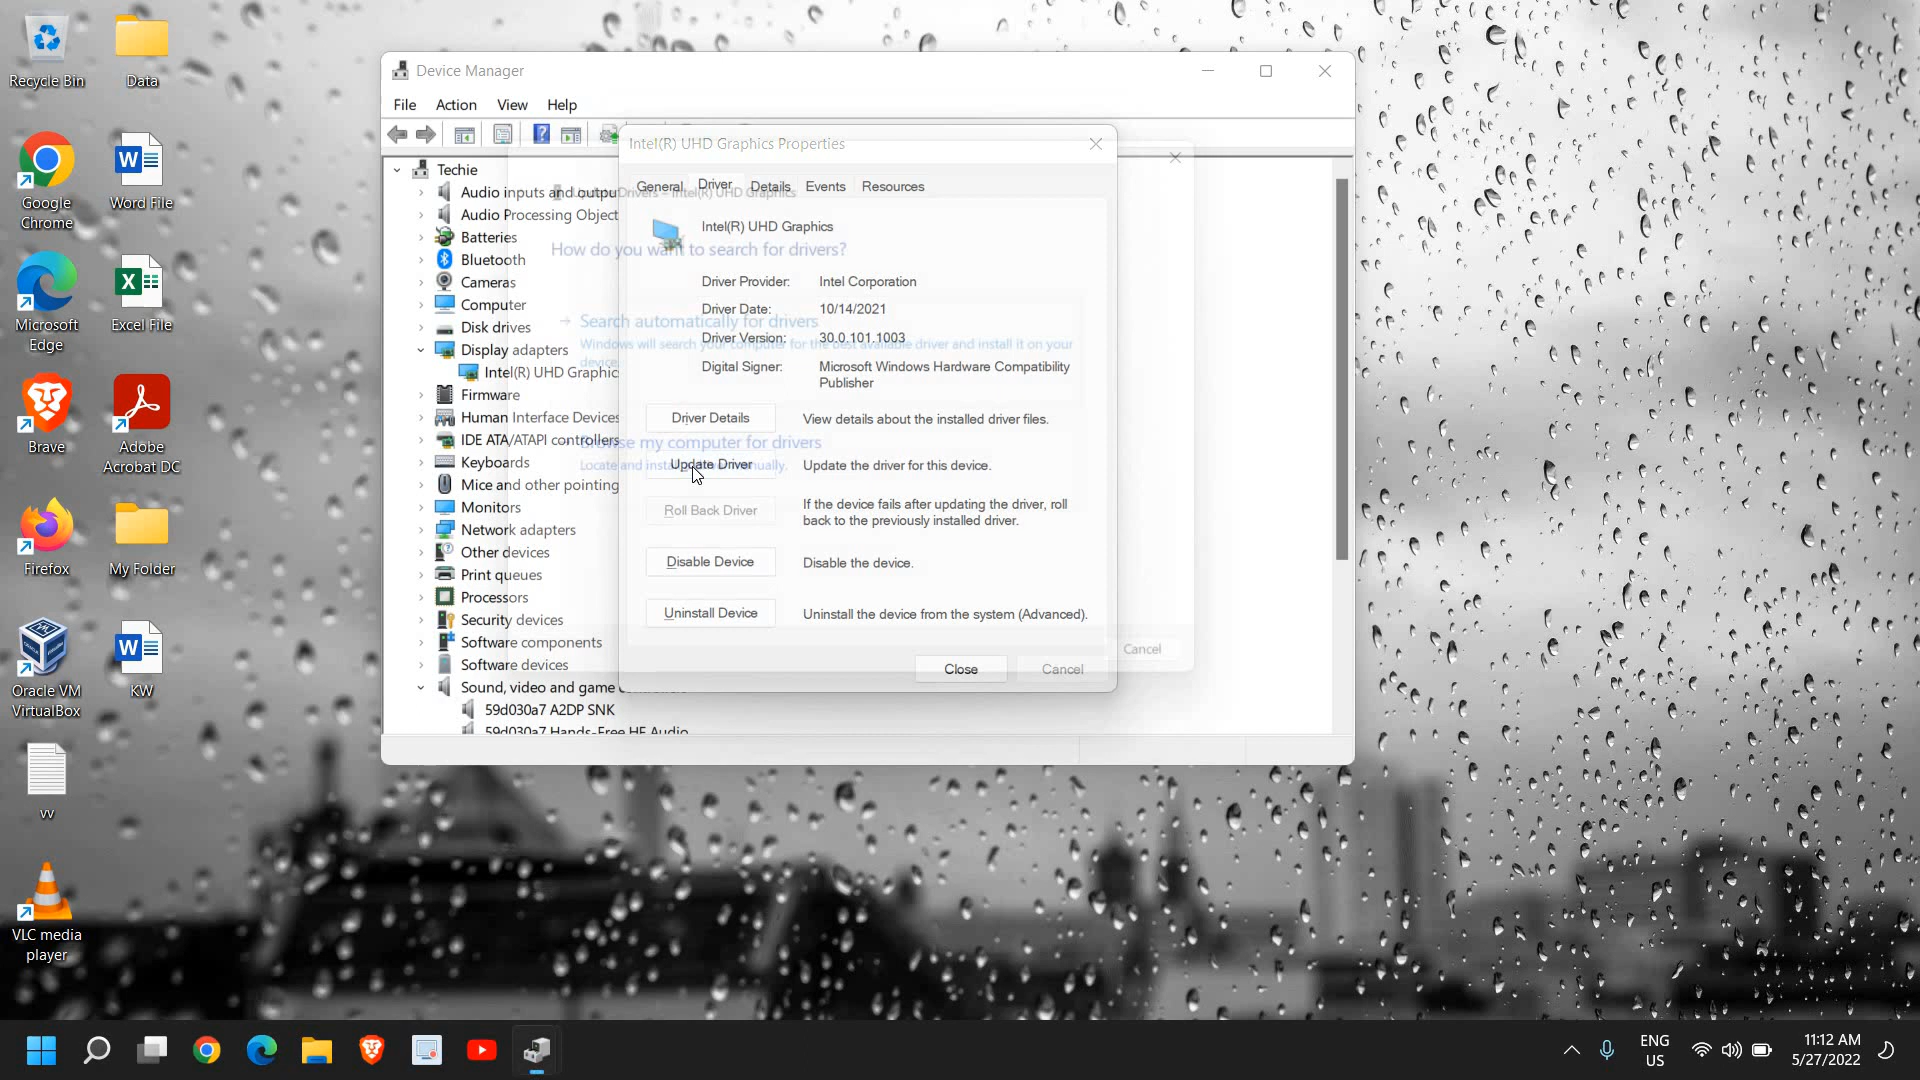 Recycle Bin
Data
Google
Chrome
Word File
Microsoft
Edge
Excel File
Brave
Adobe
Acrobat DC
Firefox
My Folder
Oracle VM
VirtualBox
KW
vv
VLC media
player
Device Manager
File Action View Help
Techie
Audio inputs and outpu
Audio Processing Object
Batteries
Bluetooth
Cameras
Computer
Disk drives
Display adapters
Intel(R) UHD Graphic
Firmware
Human Interface Devices
IDE ATA/ATAPI controllers
Keyboards
Mice and other pointing
Monitors
Network adapters
Other devices
Print queues
Processors
Security devices
Software components
Software devices
Sound, video and game
59d030a7 A2DP SNK
59d030a7 Hands-Free HF Audio
Intel(R) UHD Graphics Properties
General Driver Details Events Resources
Intel(R) UHD Graphics
Driver Provider: Intel Corporation
Driver Date: 10/14/2021
Driver Version: 30.0.101.1003
Digital Signer: Microsoft Windows Hardware Compatibility
Publisher
Driver Details View details about the installed driver files.
Update Driver Update the driver for this device.
Roll Back Driver If the device fails after updating the driver, roll
back to the previously installed driver.
Disable Device Disable the device.
Uninstall Device Uninstall the device from the system (Advanced).
Close Cancel
Drivers – Intel(R) UHD Graphics
How do you want to search for drivers?
Search automatically for drivers
Windows will search your computer for the best available driver and install it on your
device.
Browse my computer for drivers
Locate and install manually.
Cancel
ENG
US
11:12 AM
5/27/2022